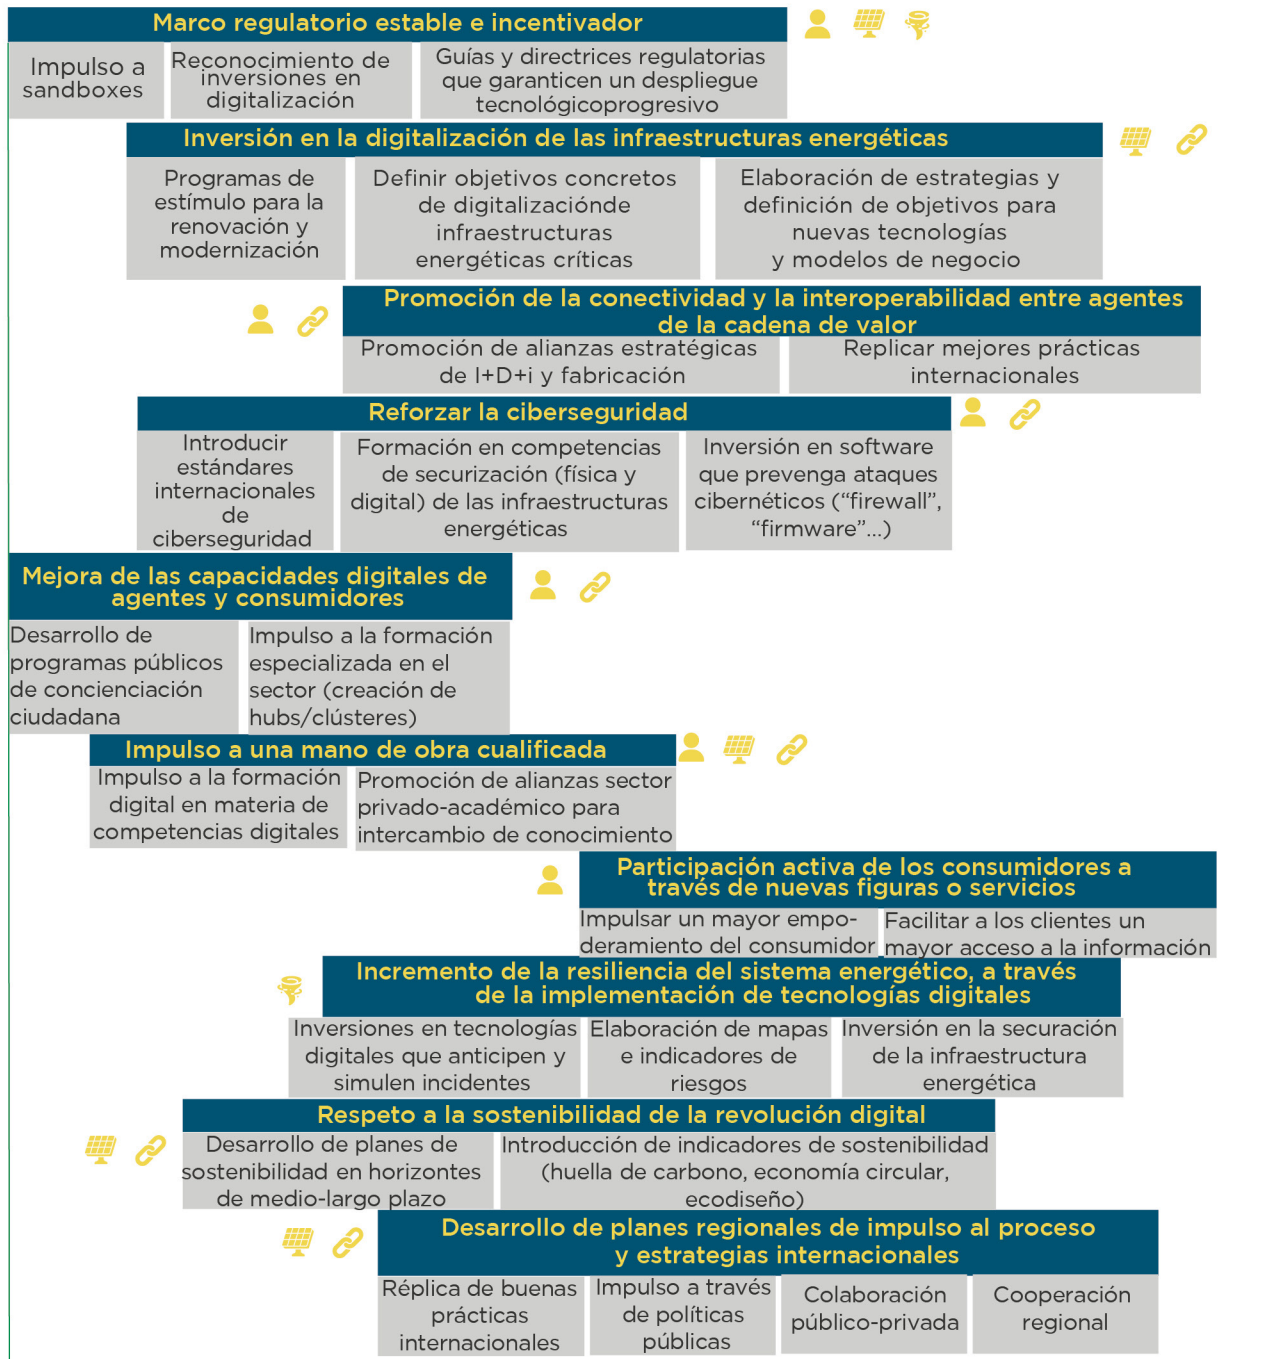 Marco regulatorio estable e incentivador
Impulso a
sandboxes
Reconocimiento de
inversiones en
digitalización
Guías y directrices regulatorias
que garanticen un despliegue
tecnológicoprogresivo
Inversión en la digitalización de las infraestructuras energéticas
Programas de
estímulo para la
renovación y
modernización
Definir objetivos concretos
de digitalizaciónde
infraestructuras
energéticas críticas
Elaboración de estrategias y
definición de objetivos para
nuevas tecnologías
y modelos de negocio
Promoción de la conectividad y la interoperabilidad entre agentes
de la cadena de valor
Promoción de alianzas estratégicas
de I+D+i y fabricación
Replicar mejores prácticas
internacionales
Reforzar la ciberseguridad
Introducir
estándares
internacionales
de
ciberseguridad
Formación en competencias
de securización (física y
digital) de las infraestructuras
energéticas
Inversión en software
que prevenga ataques
cibernéticos (“firewall”,
“firmware”...)
Mejora de las capacidades digitales de
agentes y consumidores
Desarrollo de
programas públicos
de concienciación
ciudadana
Impulso a la formación
especializada en el
sector (creación de
hubs/clústeres)
Impulso a una mano de obra cualificada
Impulso a la formación
digital en materia de
competencias digitales
Promoción de alianzas sector
privado-académico para
intercambio de conocimiento
Participación activa de los consumidores a
través de nuevas figuras o servicios
Impulsar un mayor empo-
deramiento del consumidor
Facilitar a los clientes un
mayor acceso a la información
Incremento de la resiliencia del sistema energético, a través
de la implementación de tecnologías digitales
Inversiones en tecnologías
digitales que anticipen y
simulen incidentes
Elaboración de mapas
e indicadores de
riesgos
Inversión en la securación
de la infraestructura
energética
Respeto a la sostenibilidad de la revolución digital
Desarrollo de planes de
sostenibilidad en horizontes
de medio-largo plazo
Introducción de indicadores de sostenibilidad
(huella de carbono, economía circular,
ecodiseño)
Desarrollo de planes regionales de impulso al proceso
y estrategias internacionales
Réplica de buenas
prácticas
internacionales
Impulso a través
de políticas
públicas
Colaboración
público-privada
Cooperación
regional